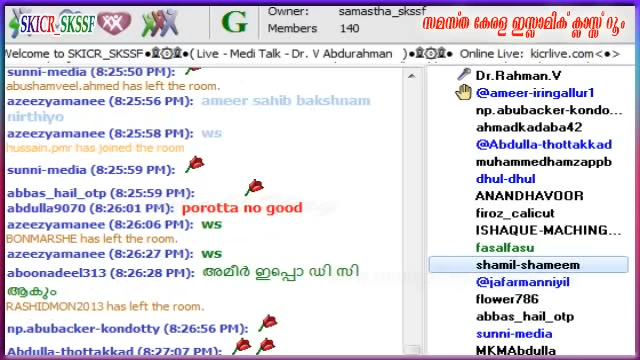 SKICR_SKSSF
G
Owner: samastha_skssf
Members 140
സമസ്ത കേരള ഇസ്ലാമിക് ക്ലാസ്സ് റൂം
Welcome to SKICR_SKSSF ( Live - Medi Talk - Dr. V Abdurahman ) Online Live: kicrlive.com
sunni-media (8:25:50 PM):
abushamveel.ahmed has left the room.
azeezyamanee (8:25:56 PM): ameer sahib bakshnam
nirthiyo
azeezyamanee (8:25:58 PM): ws
hussain.pmr has joined the room
sunni-media (8:25:59 PM):
abbas_hail_otp (8:25:59 PM):
abdulla9070 (8:26:01 PM): porotta no good
azeezyamanee (8:26:06 PM): ws
BONMARSHE has left the room.
azeezyamanee (8:26:27 PM): ws
aboonadeel313 (8:26:28 PM): അമീർ ഇപ്പൊ ഡി സി
ആകും
RASHIDMON2013 has left the room.
np.abubacker-kondotty (8:26:56 PM):
Abdulla-thottakkad (8:27:07 PM):
Dr.Rahman.V
@ameer-iringallur1
np.abubacker-kondo...
ahmadkadaba42
@Abdulla-thottakkad
muhammedhamzappb
dhul-dhul
ANANDHAVOOR
firoz_calicut
ISHAQUE-MACHING...
fasalfasu
shamil-shameem
@jafarmanniyil
flower786
abbas_hail_otp
sunni-media
MKMAbdulla